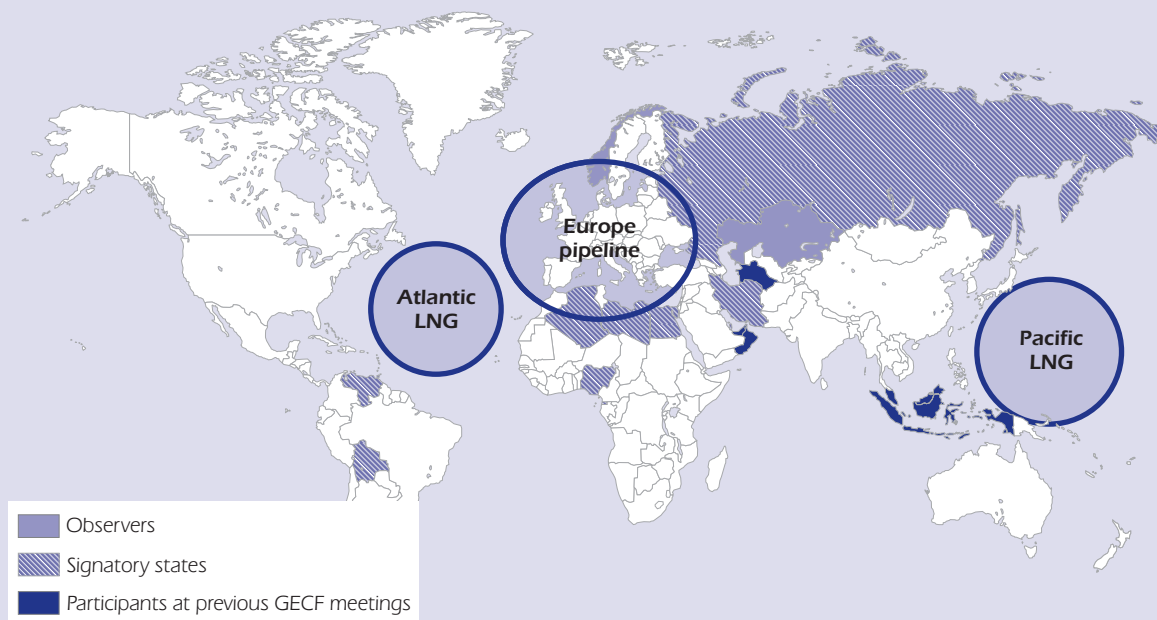 Europe
pipeline
Atlantic
LNG
Pacific
LNG
Observers
Signatory states
Participants at previous GECF meetings